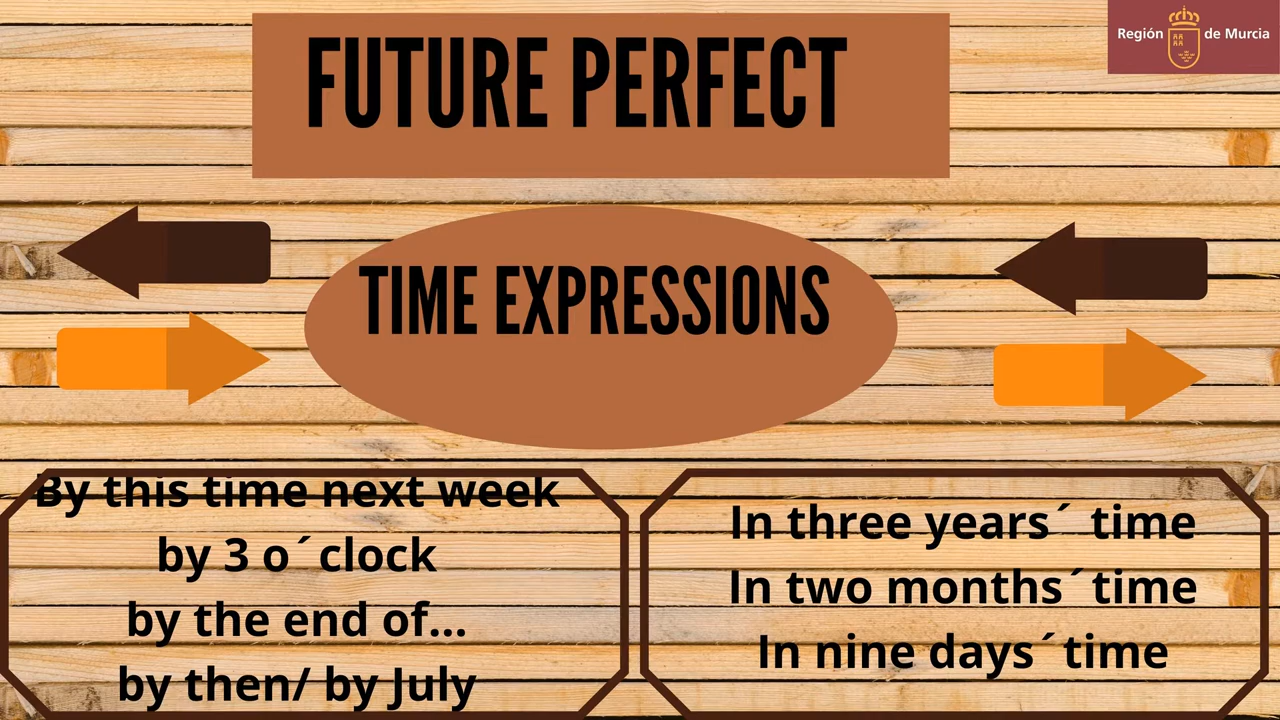 FUTURE PERFECT
Región de Murcia
TIME EXPRESSIONS
By this time next week
by 3 o´clock
by the end of...
by then/ by July
In three years´ time
In two months´time
In nine days´time